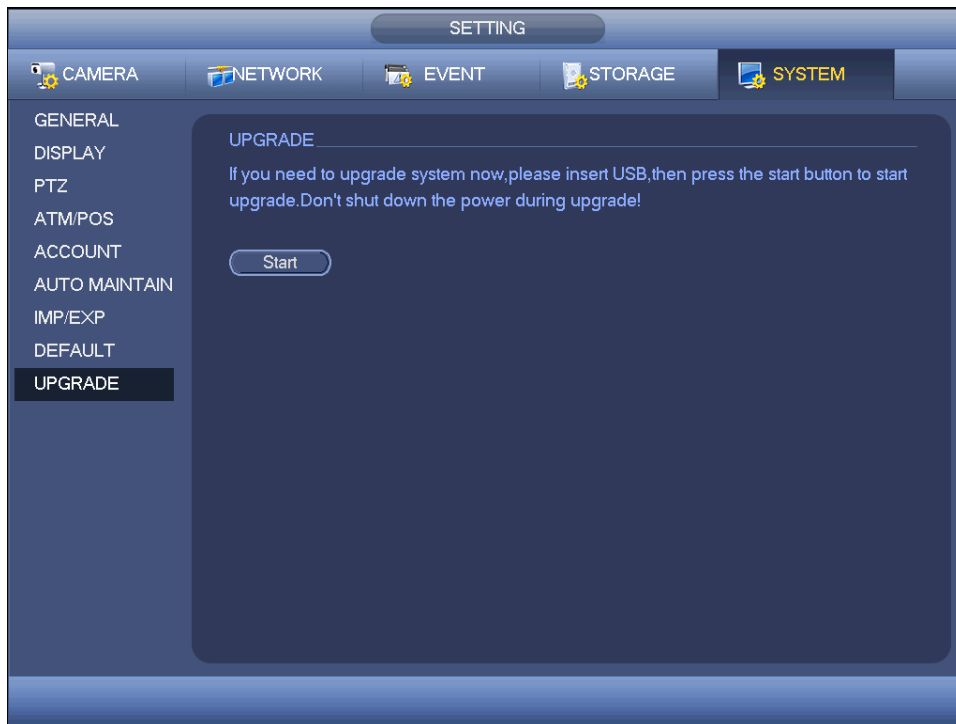 SETTING
CAMERA
NETWORK
EVENT
STORAGE
SYSTEM
GENERAL
DISPLAY
PTZ
ATM/POS
ACCOUNT
AUTO MAINTAIN
IMP/EXP
DEFAULT
UPGRADE
UPGRADE
If you need to upgrade system now,please insert USB,then press the start button to start
upgrade.Don't shut down the power during upgrade!
Start